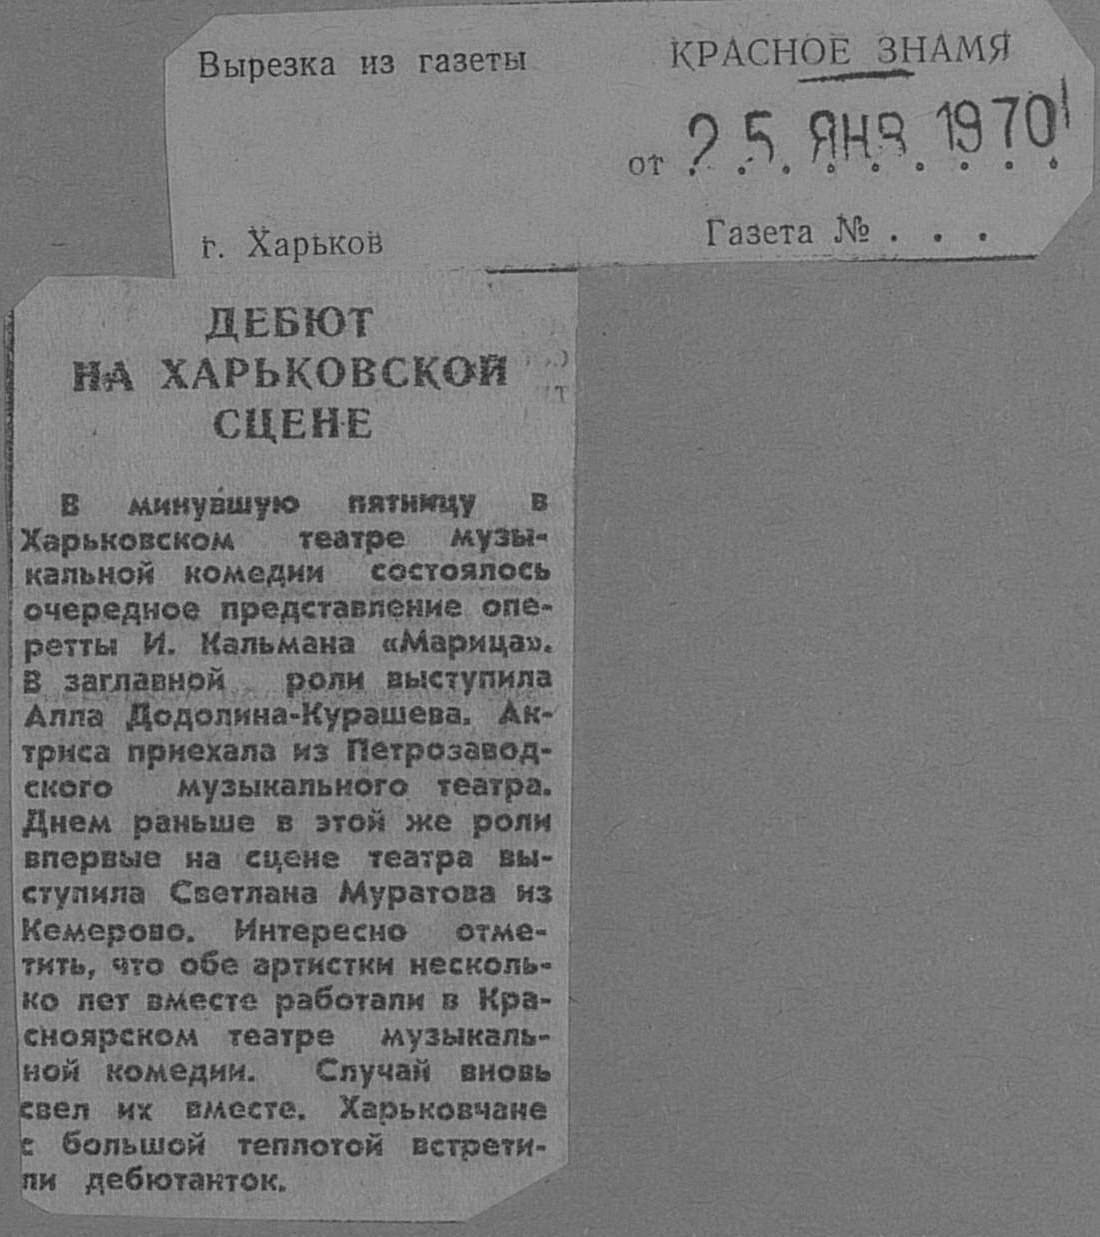 Вырезка из газеты
КРАСНОЕ ЗНАМЯ
от 25 ЯНВ 1970
г. Харьков
Газета № . . .
ДЕБЮТ
НА ХАРЬКОВСКОЙ
СЦЕНЕ
В минувшую пятницу в
Харьковском театре музы-
кальной комедии состоялось
очередное представление опе-
ретты И. Кальмана «Марица».
В заглавной роли выступила
Алла Додолина-Курашева. Ак-
триса приехала из Петрозавод-
ского музыкального театра.
Днем раньше в этой же роли
впервые на сцене театра вы-
ступила Светлана Муратова из
Кемерово. Интересно отме-
тить, что обе артистки несколь-
ко лет вместе работали в Кра-
сноярском театре музыкаль-
ной комедии. Случай вновь
свел их вместе. Харьковчане
с большой теплотой встрети-
ли дебютанток.